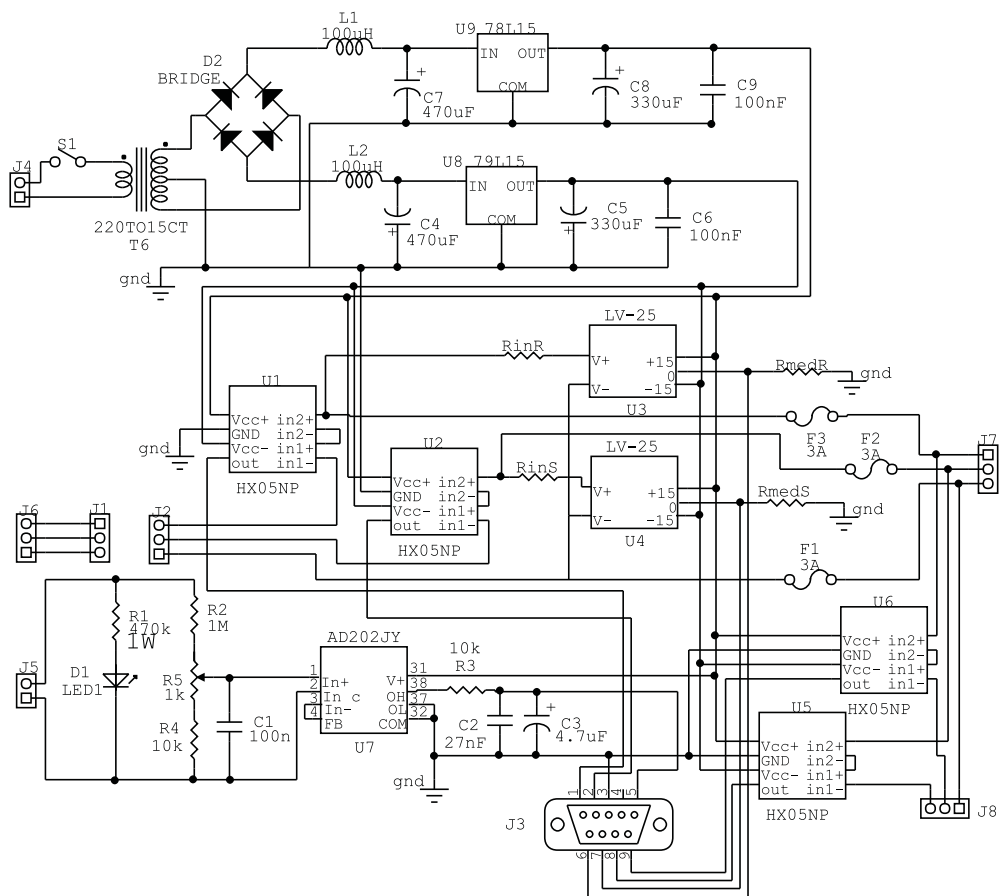 L1
100uH
U9 78L15
IN OUT
COM
D2
BRIDGE
C7
470uF
C8
330uF
C9
100nF
S1
J4
L2
100uH
U8 79L15
IN OUT
COM
C4
470uF
C5
330uF
C6
100nF
220TO15CT
T6
gnd
LV-25
RinR
V+
+15
0
V-
-15
U3
RmedR
gnd
U1
Vcc+ in2+
GND in2-
Vcc- in1+
out in1-
HX05NP
gnd
F3
3A
F2
3A
J7
U2
Vcc+ in2+
GND in2-
Vcc- in1+
out in1-
HX05NP
LV-25
RinS
V+
+15
0
V-
-15
U4
RmedS
gnd
J6
J1
J2
F1
3A
R1
470k
1W
R2
1M
D1
LED1
J5
R5
1k
R4
10k
C1
100n
AD202JY
1
2
3
4
In+
In c
In-
FB
V+
OH
OL
COM
31
38
37
32
U7
10k
R3
C2
27nF
C3
4.7uF
gnd
U6
Vcc+ in2+
GND in2-
Vcc- in1+
out in1-
HX05NP
U5
Vcc+ in2+
GND in2-
Vcc- in1+
out in1-
HX05NP
J8
J3
1 2 3 4 5
6 7 8 9